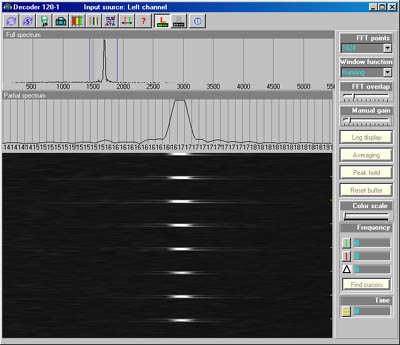 Decoder 120-1 Input source: Left channel
L R
?
Full spectrum
500 1000 1500 2000 2500 3000 3500 4000 4500 5000
Partial spectrum
FFT points
1024
Window function
Hanning
FFT overlap
Manual gain
Log display
Averaging
Peak hold
Reset buffer
Color scale
Frequency
Find cursors
Time